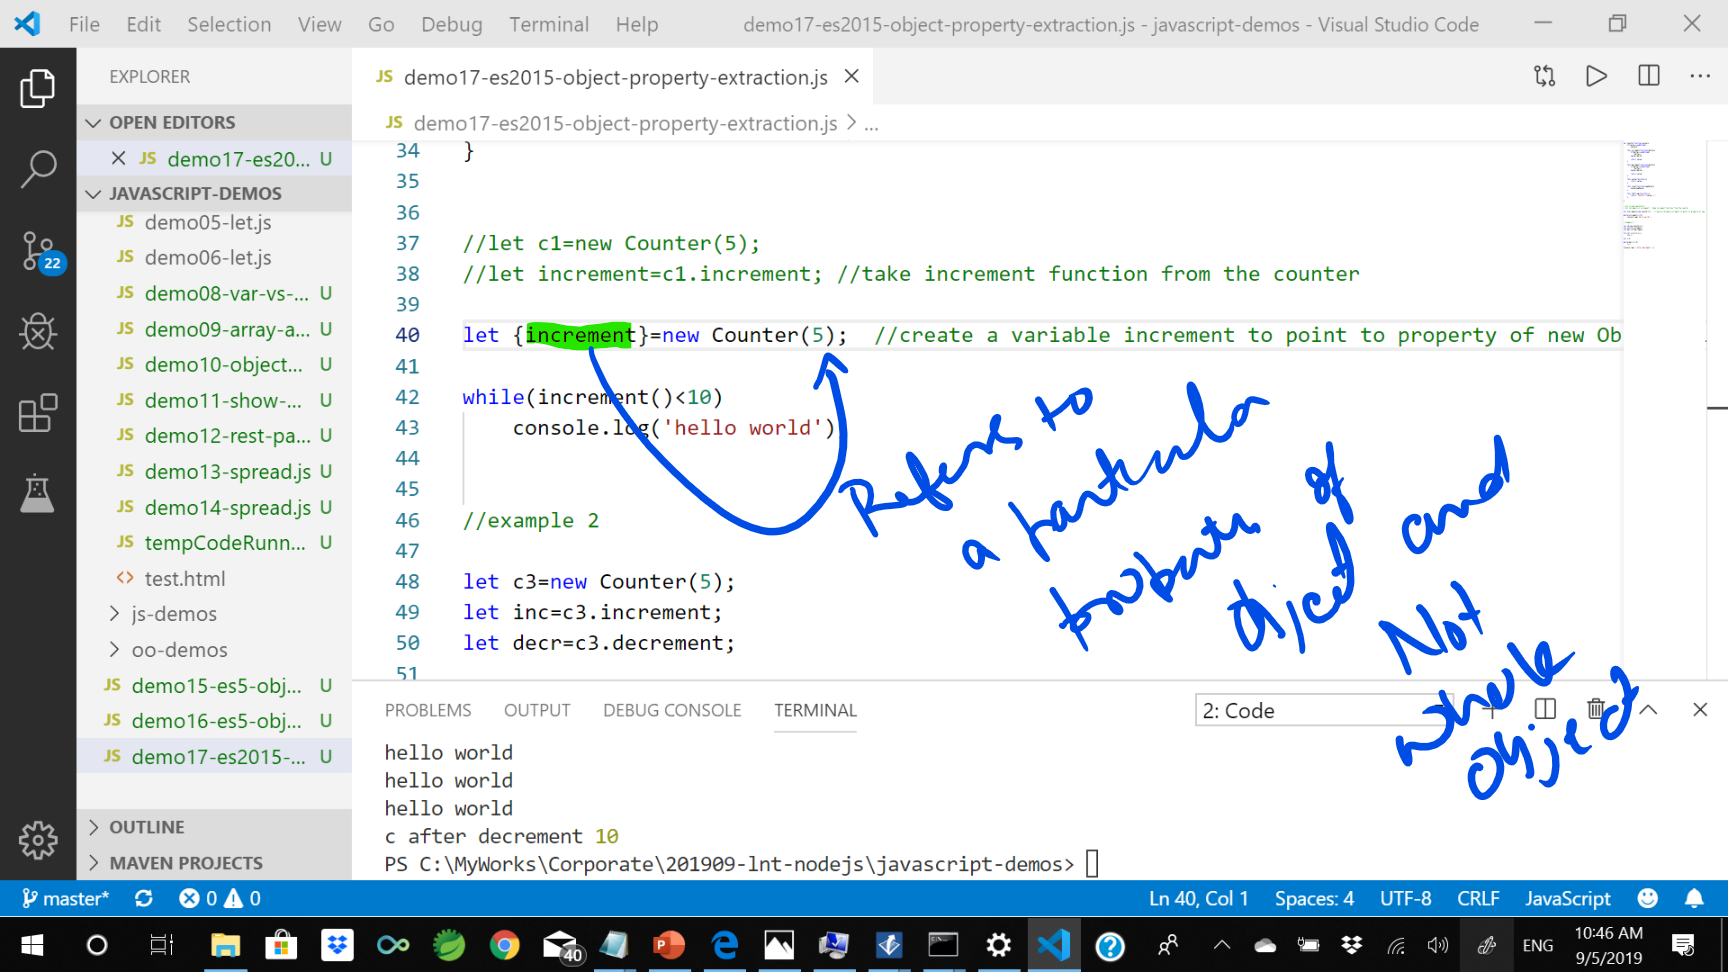 File Edit Selection View Go Debug Terminal Help
demo17-es2015-object-property-extraction.js - javascript-demos - Visual Studio Code
EXPLORER
OPEN EDITORS
JS demo17-es20... U
JAVASCRIPT-DEMOS
JS demo05-let.js
JS demo06-let.js
JS demo08-var-vs-... U
JS demo09-array-a... U
JS demo10-object... U
JS demo11-show-... U
JS demo12-rest-pa... U
JS demo13-spread.js U
JS demo14-spread.js U
JS tempCodeRunn... U
<> test.html
js-demos
oo-demos
JS demo15-es5-obj... U
JS demo16-es5-obj... U
JS demo17-es2015-... U
OUTLINE
MAVEN PROJECTS
22
JS demo17-es2015-object-property-extraction.js
JS demo17-es2015-object-property-extraction.js > ...
34 }
35
36
37 //let c1=new Counter(5);
38 //let increment=c1.increment; //take increment function from the counter
39
40 let {increment}=new Counter(5); //create a variable increment to point to property of new Ob
41
42 while(increment()<10)
43 console.log('hello world')
44
45
46 //example 2
47
48 let c3=new Counter(5);
49 let inc=c3.increment;
50 let decr=c3.decrement;
51
Refers to
a particular
property of
object and
Not
whole
object
PROBLEMS OUTPUT DEBUG CONSOLE TERMINAL
2: Code
hello world
hello world
hello world
c after decrement 10
PS C:\MyWorks\Corporate\201909-lnt-nodejs\javascript-demos>
master* 0 0
Ln 40, Col 1 Spaces: 4 UTF-8 CRLF JavaScript
40
ENG
10:46 AM
9/5/2019